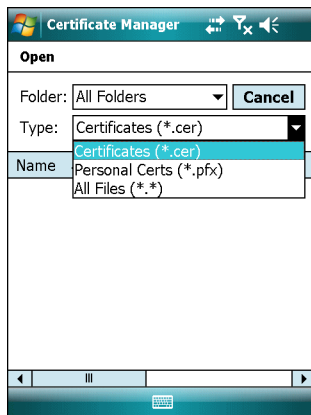 Certificate Manager
Open
Folder: All Folders Cancel
Type: Certificates (*.cer)
Certificates (*.cer)
Name
Personal Certs (*.pfx)
All Files (*.*)